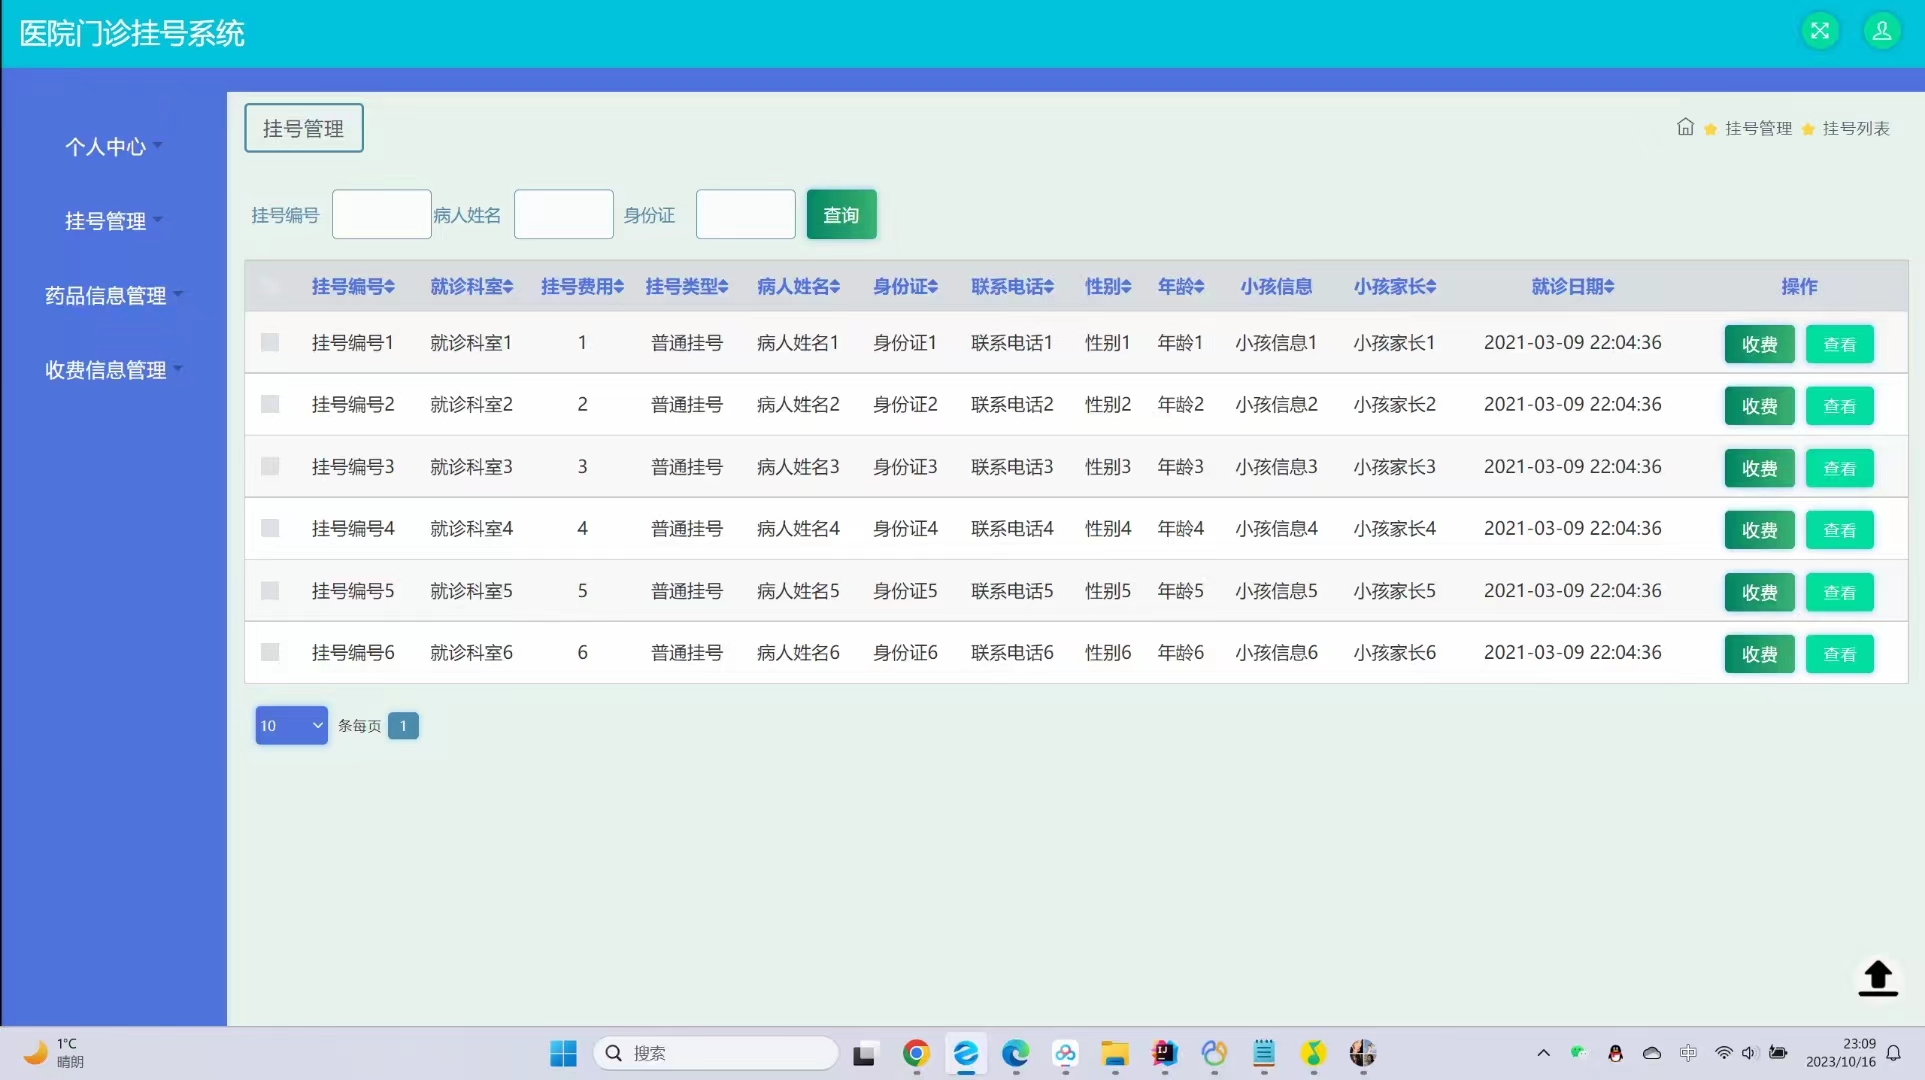 医院门诊挂号系统
个人中心
挂号管理
药品信息管理
收费信息管理
挂号管理
挂号管理 挂号列表
挂号编号 病人姓名 身份证 查询
挂号编号 就诊科室 挂号费用 挂号类型 病人姓名 身份证 联系电话 性别 年龄 小孩信息 小孩家长 就诊日期 操作
挂号编号1 就诊科室1 1 普通挂号 病人姓名1 身份证1 联系电话1 性别1 年龄1 小孩信息1 小孩家长1 2021-03-09 22:04:36 收费 查看
挂号编号2 就诊科室2 2 普通挂号 病人姓名2 身份证2 联系电话2 性别2 年龄2 小孩信息2 小孩家长2 2021-03-09 22:04:36 收费 查看
挂号编号3 就诊科室3 3 普通挂号 病人姓名3 身份证3 联系电话3 性别3 年龄3 小孩信息3 小孩家长3 2021-03-09 22:04:36 收费 查看
挂号编号4 就诊科室4 4 普通挂号 病人姓名4 身份证4 联系电话4 性别4 年龄4 小孩信息4 小孩家长4 2021-03-09 22:04:36 收费 查看
挂号编号5 就诊科室5 5 普通挂号 病人姓名5 身份证5 联系电话5 性别5 年龄5 小孩信息5 小孩家长5 2021-03-09 22:04:36 收费 查看
挂号编号6 就诊科室6 6 普通挂号 病人姓名6 身份证6 联系电话6 性别6 年龄6 小孩信息6 小孩家长6 2021-03-09 22:04:36 收费 查看
10 条每页 1
1°C
晴朗
搜索
中
23:09
2023/10/16